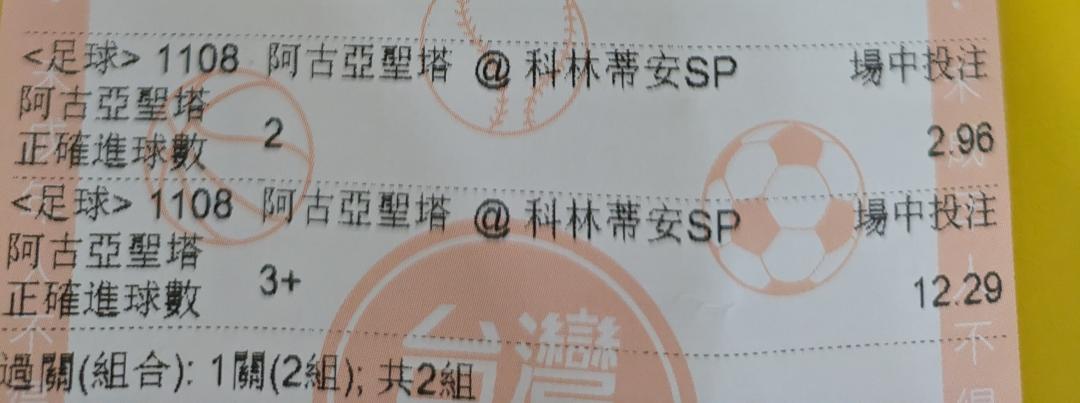 <足球> 1108 阿古亞聖塔 @ 科林蒂安SP 場中投注
阿古亞聖塔
正確進球數 2 2.96
<足球> 1108 阿古亞聖塔 @ 科林蒂安SP 場中投注
阿古亞聖塔
正確進球數 3+ 12.29
過關(組合): 1關(2組); 共2組
台灣